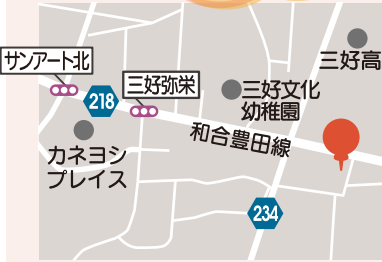 三好高
サンアート北
三好弥栄
218
三好文化
幼稚園
和合豊田線
カネヨシ
プレイス
234